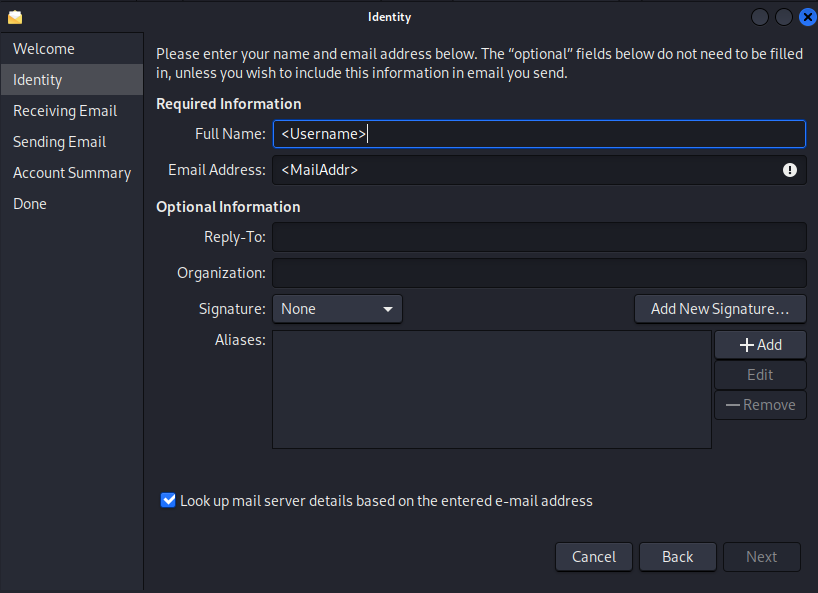 Identity
Welcome
Identity
Receiving Email
Sending Email
Account Summary
Done
Please enter your name and email address below. The “optional” fields below do not need to be filled
in, unless you wish to include this information in email you send.
Required Information
Full Name: <Username>
Email Address: <MailAddr>
Optional Information
Reply-To:
Organization:
Signature: None Add New Signature...
Aliases:
Add
Edit
Remove
Look up mail server details based on the entered e-mail address
Cancel Back Next